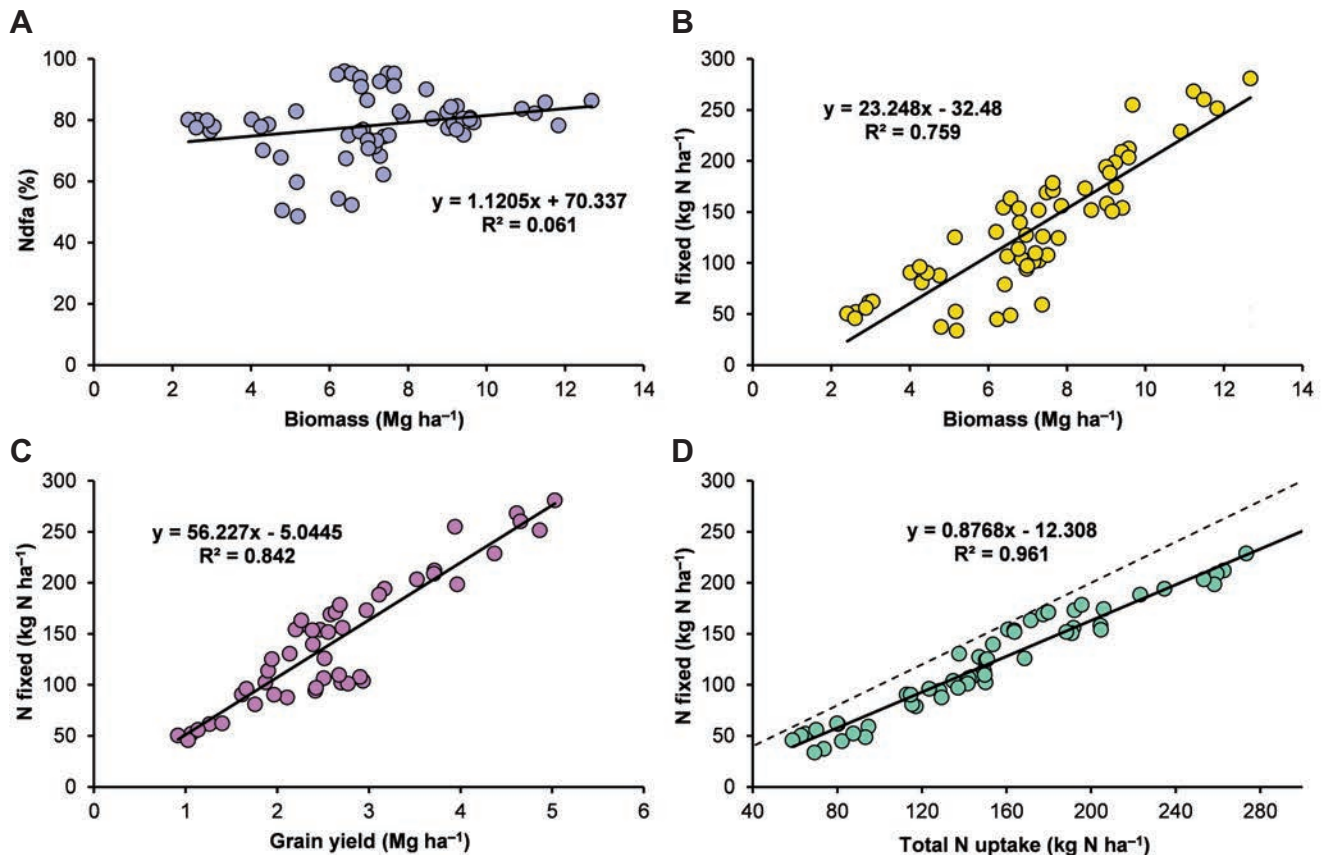 A
100
80
60
40
20
0
Ndfa (%)
y = 1.1205x + 70.337
R² = 0.061
0 2 4 6 8 10 12 14
Biomass (Mg ha⁻¹)
B
300
250
200
150
100
50
0
N fixed (kg N ha⁻¹)
y = 23.248x - 32.48
R² = 0.759
0 2 4 6 8 10 12 14
Biomass (Mg ha⁻¹)
C
300
250
200
150
100
50
0
N fixed (kg N ha⁻¹)
y = 56.227x - 5.0445
R² = 0.842
0 1 2 3 4 5 6
Grain yield (Mg ha⁻¹)
D
300
250
200
150
100
50
0
N fixed (kg N ha⁻¹)
y = 0.8768x - 12.308
R² = 0.961
40 80 120 160 200 240 280
Total N uptake (kg N ha⁻¹)